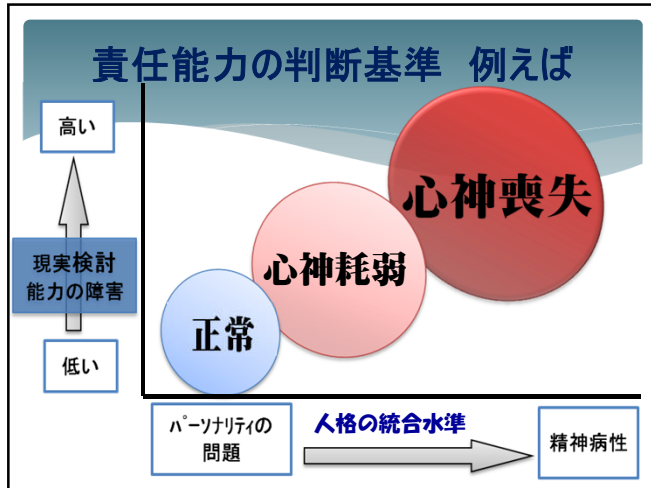 責任能力の判断基準　例えば
高い
現実検討
能力の障害
低い
心神喪失
心神耗弱
正常
パーソナリティの
問題
人格の統合水準
精神病性